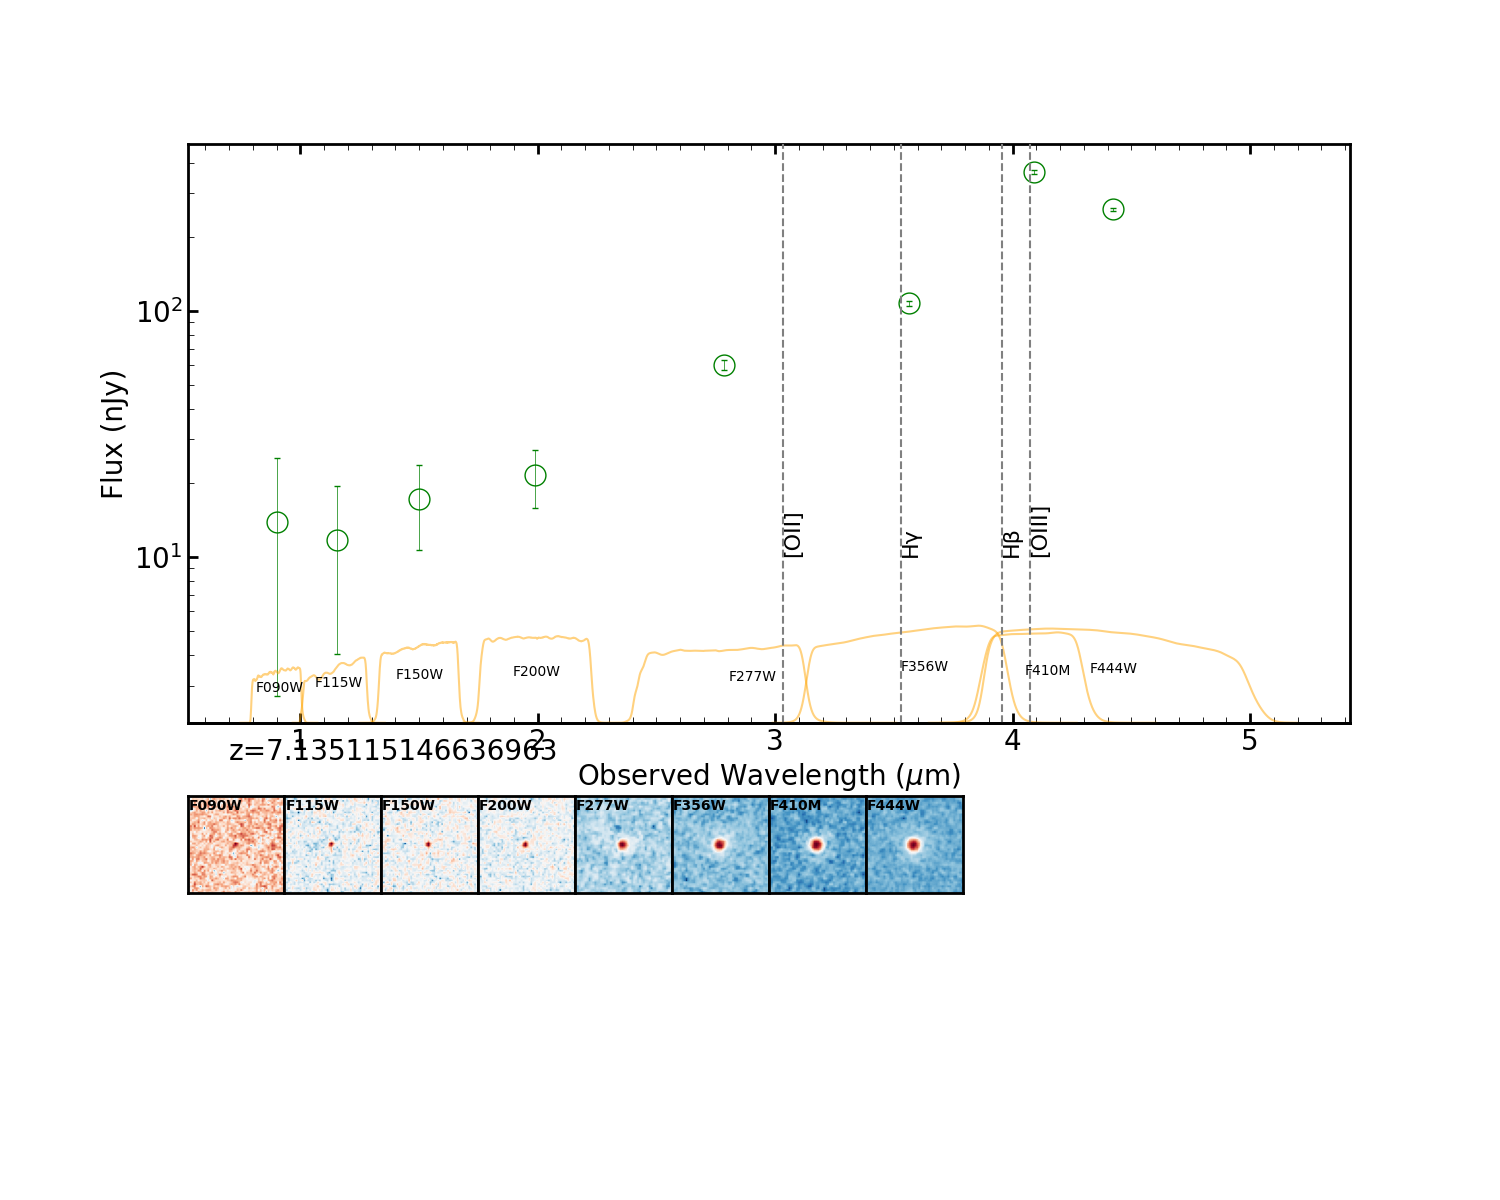 Flux (nJy)
10²
10¹
[OII]
Hγ
Hβ
[OIII]
F090W
F115W
F150W
F200W
F277W
F356W
F410M
F444W
1 2 3 4 5
z=7.135115146636963
Observed Wavelength (μm)
F090W F115W F150W F200W F277W F356W F410M F444W